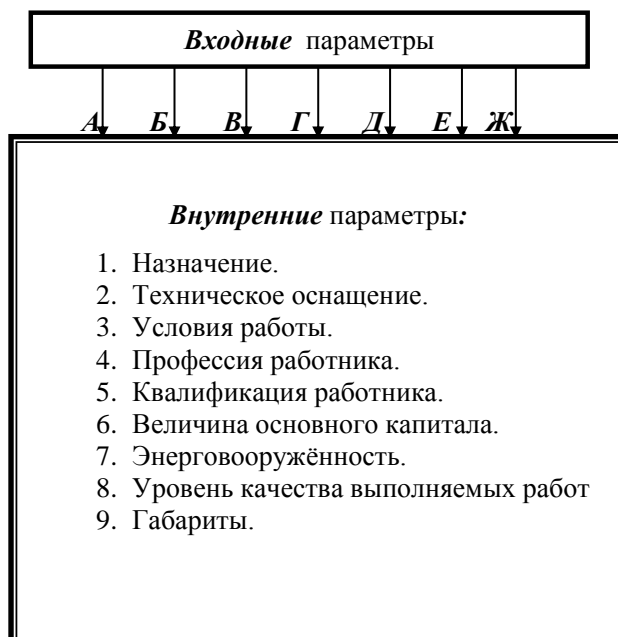 Входные параметры
А Б В Г Д Е Ж
Внутренние параметры:
1. Назначение.
2. Техническое оснащение.
3. Условия работы.
4. Профессия работника.
5. Квалификация работника.
6. Величина основного капитала.
7. Энерговооружённость.
8. Уровень качества выполняемых работ
9. Габариты.